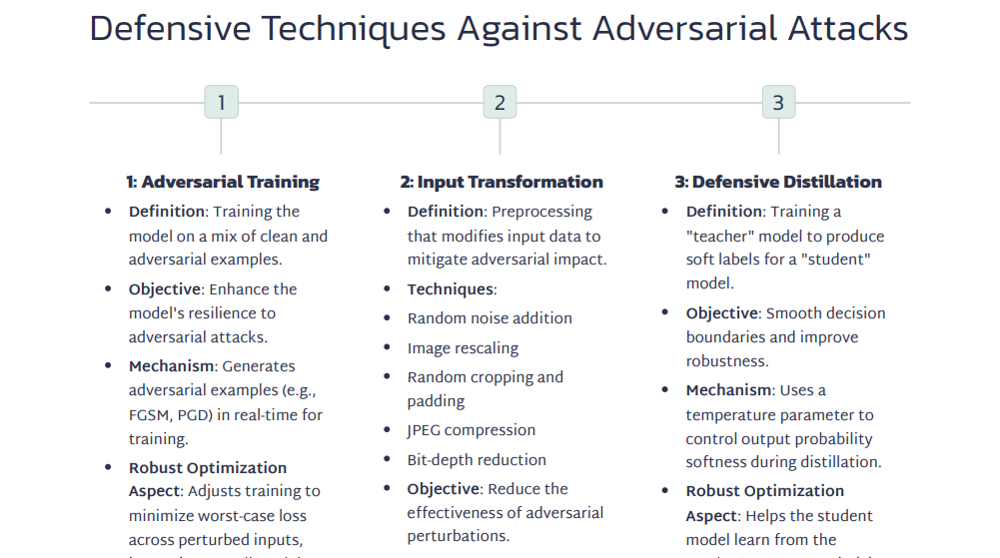 Defensive Techniques Against Adversarial Attacks
1
2
3
1: Adversarial Training
• Definition: Training the
model on a mix of clean and
adversarial examples.
• Objective: Enhance the
model's resilience to
adversarial attacks.
• Mechanism: Generates
adversarial examples (e.g.,
FGSM, PGD) in real-time for
training.
• Robust Optimization
Aspect: Adjusts training to
minimize worst-case loss
across perturbed inputs,
2: Input Transformation
• Definition: Preprocessing
that modifies input data to
mitigate adversarial impact.
• Techniques:
• Random noise addition
• Image rescaling
• Random cropping and
padding
• JPEG compression
• Bit-depth reduction
• Objective: Reduce the
effectiveness of adversarial
perturbations.
3: Defensive Distillation
• Definition: Training a
"teacher" model to produce
soft labels for a "student"
model.
• Objective: Smooth decision
boundaries and improve
robustness.
• Mechanism: Uses a
temperature parameter to
control output probability
softness during distillation.
• Robust Optimization
Aspect: Helps the student
model learn from the